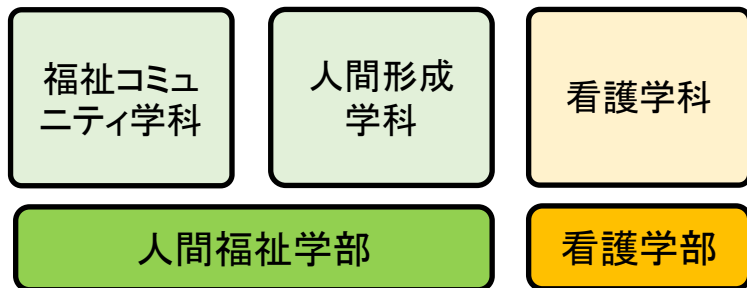 福祉コミュ
ニティ学科
人間形成
学科
看護学科
人間福祉学部
看護学部